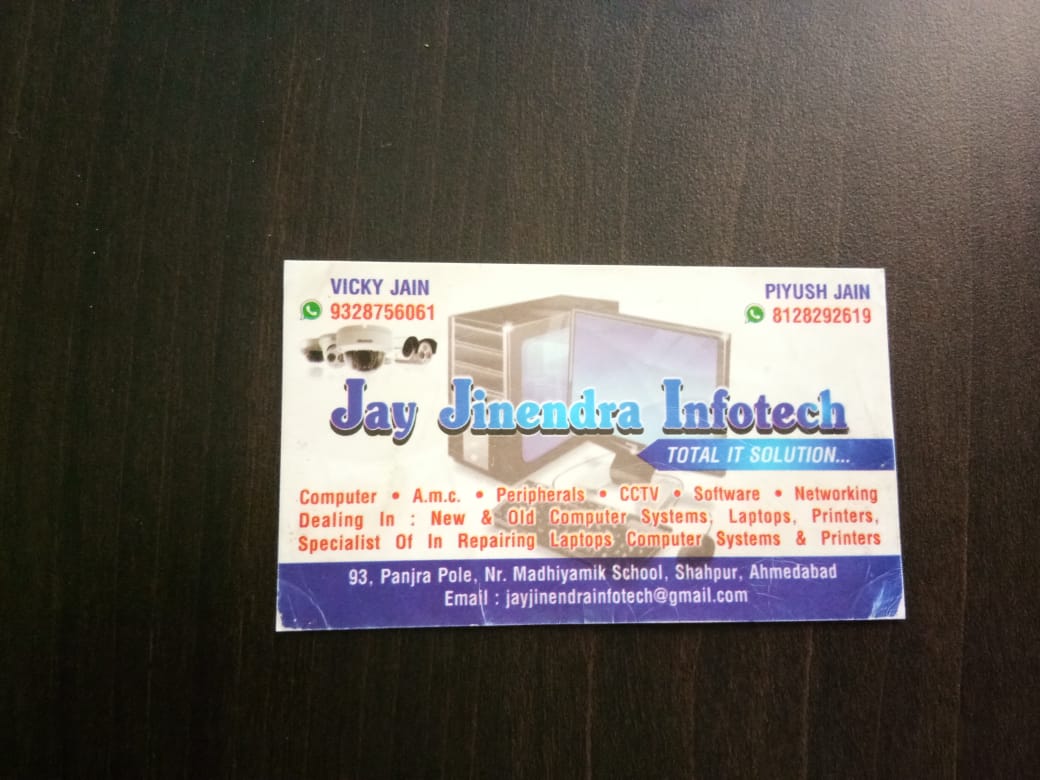 VICKY JAIN
9328756061
PIYUSH JAIN
8128292619
Jay Jinendra Infotech
TOTAL IT SOLUTION...
Computer • A.m.c. • Peripherals • CCTV • Software • Networking
Dealing In : New & Old Computer Systems, Laptops, Printers,
Specialist Of In Repairing Laptops Computer Systems & Printers
93, Panjra Pole, Nr. Madhiyamik School, Shahpur, Ahmedabad
Email : jayjinendrainfotech@gmail.com